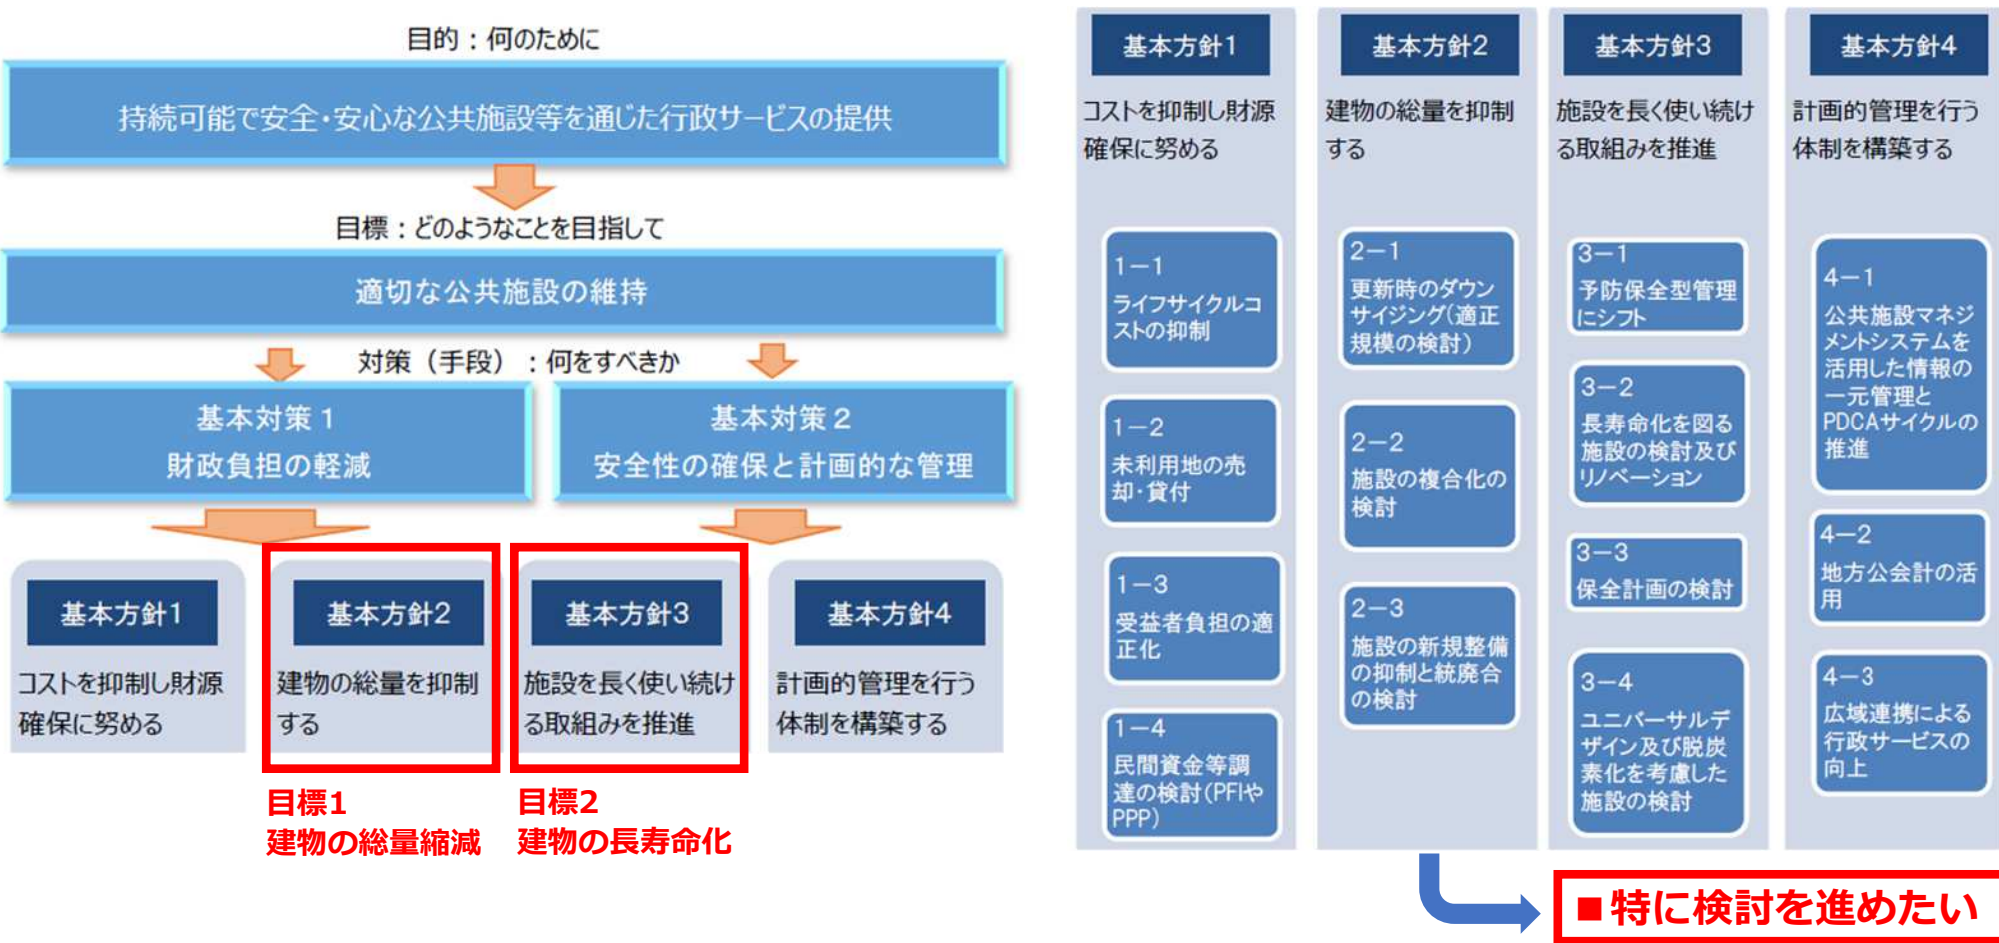 目的：何のために
持続可能で安全・安心な公共施設等を通じた行政サービスの提供
目標：どのようなことを目指して
適切な公共施設の維持
対策（手段）：何をすべきか
基本対策１
財政負担の軽減
基本対策２
安全性の確保と計画的な管理
基本方針1
コストを抑制し財源
確保に努める
基本方針2
建物の総量を抑制
する
基本方針3
施設を長く使い続け
る取組みを推進
基本方針4
計画的管理を行う
体制を構築する
目標1
建物の総量縮減
目標2
建物の長寿命化
基本方針1
コストを抑制し財源
確保に努める
1－1
ライフサイクルコ
ストの抑制
1－2
未利用地の売
却・貸付
1－3
受益者負担の適
正化
1－4
民間資金等調
達の検討（PFIや
PPP）
基本方針2
建物の総量を抑制
する
2－1
更新時のダウン
サイジング（適正
規模の検討）
2－2
施設の複合化の
検討
2－3
施設の新規整備
の抑制と統廃合
の検討
基本方針3
施設を長く使い続け
る取組みを推進
3－1
予防保全型管理
にシフト
3－2
長寿命化を図る
施設の検討及び
リノベーション
3－3
保全計画の検討
3－4
ユニバーサルデ
ザイン及び脱炭
素化を考慮した
施設の検討
基本方針4
計画的管理を行う
体制を構築する
4－1
公共施設マネジ
メントシステムを
活用した情報の
一元管理と
PDCAサイクルの
推進
4－2
地方公会計の活
用
4－3
広域連携による
行政サービスの
向上
■特に検討を進めたい